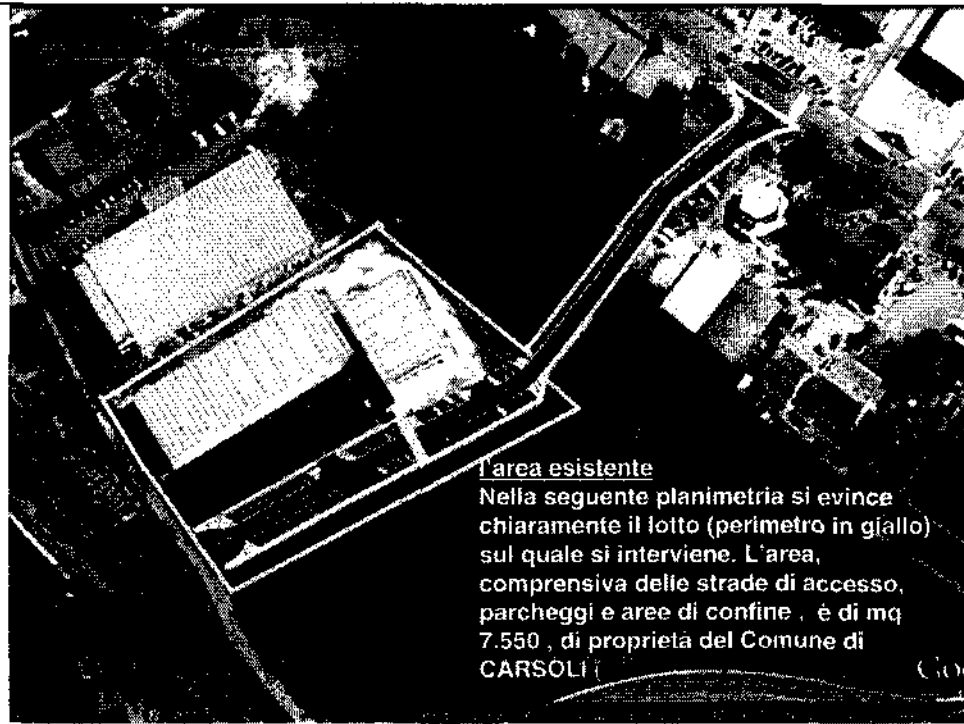 l'area esistente
Nella seguente planimetria si evince
chiaramente il lotto (perimetro in giallo)
sul quale si interviene. L'area,
comprensiva delle strade di accesso,
parcheggi e aree di confine , è di mq
7.550 , di proprietà del Comune di
CARSOLI